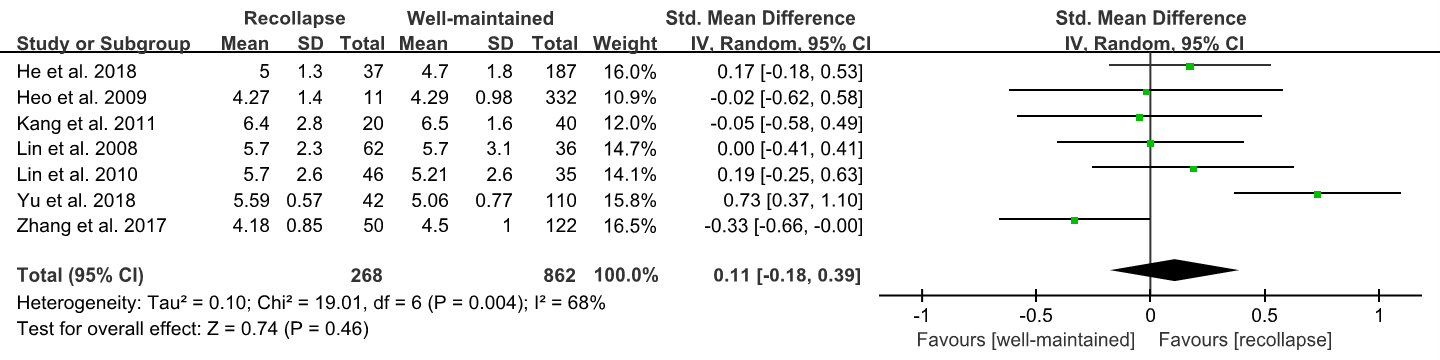 Recollapse Well-maintained Std. Mean Difference Std. Mean Difference
Study or Subgroup Mean SD Total Mean SD Total Weight IV, Random, 95% CI IV, Random, 95% CI
He et al. 2018 5 1.3 37 4.7 1.8 187 16.0% 0.17 [-0.18, 0.53]
Heo et al. 2009 4.27 1.4 11 4.29 0.98 332 10.9% -0.02 [-0.62, 0.58]
Kang et al. 2011 6.4 2.8 20 6.5 1.6 40 12.0% -0.05 [-0.58, 0.49]
Lin et al. 2008 5.7 2.3 62 5.7 3.1 36 14.7% 0.00 [-0.41, 0.41]
Lin et al. 2010 5.7 2.6 46 5.21 2.6 35 14.1% 0.19 [-0.25, 0.63]
Yu et al. 2018 5.59 0.57 42 5.06 0.77 110 15.8% 0.73 [0.37, 1.10]
Zhang et al. 2017 4.18 0.85 50 4.5 1 122 16.5% -0.33 [-0.66, -0.00]
Total (95% CI) 268 862 100.0% 0.11 [-0.18, 0.39]
Heterogeneity: Tau² = 0.10; Chi² = 19.01, df = 6 (P = 0.004); I² = 68%
Test for overall effect: Z = 0.74 (P = 0.46)
-1 -0.5 0 0.5 1
Favours [well-maintained] Favours [recollapse]